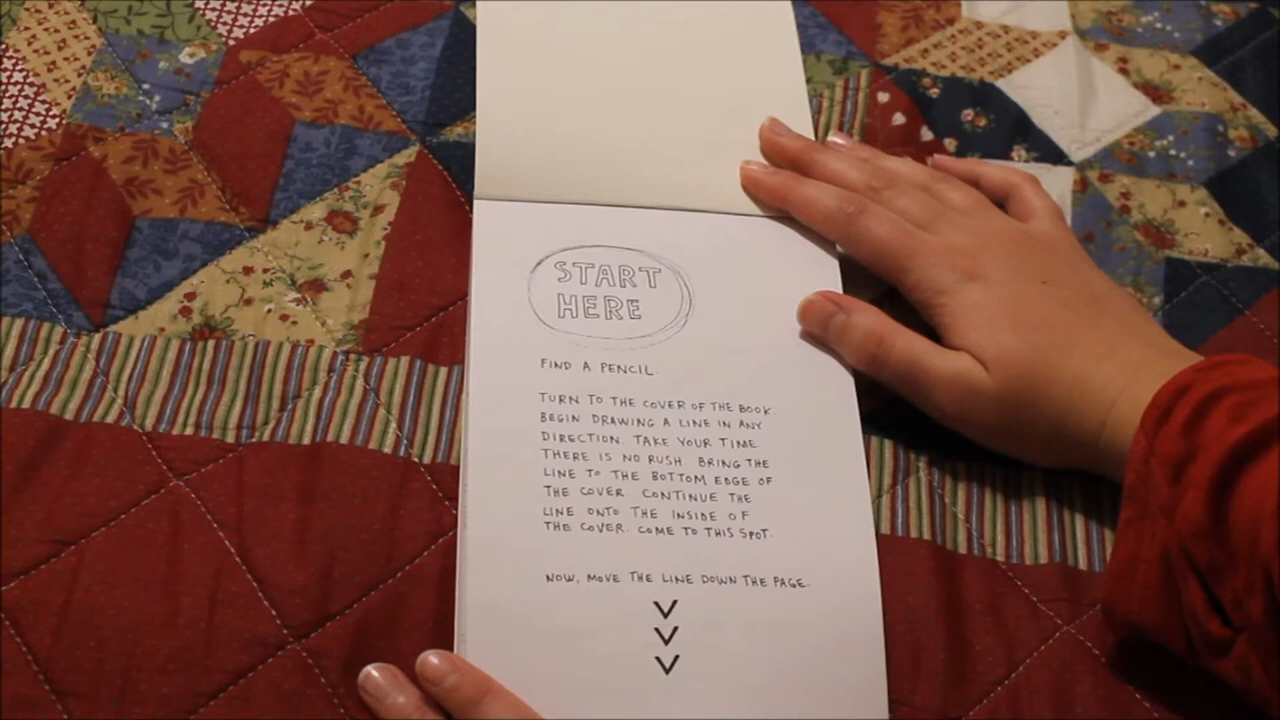 START
HERE
FIND A PENCIL.
TURN TO THE COVER OF THE BOOK.
BEGIN DRAWING A LINE IN ANY
DIRECTION. TAKE YOUR TIME
THERE IS NO RUSH. BRING THE
LINE TO THE BOTTOM EDGE OF
THE COVER. CONTINUE THE
LINE ONTO THE INSIDE OF
THE COVER. COME TO THIS SPOT.
NOW, MOVE THE LINE DOWN THE PAGE.